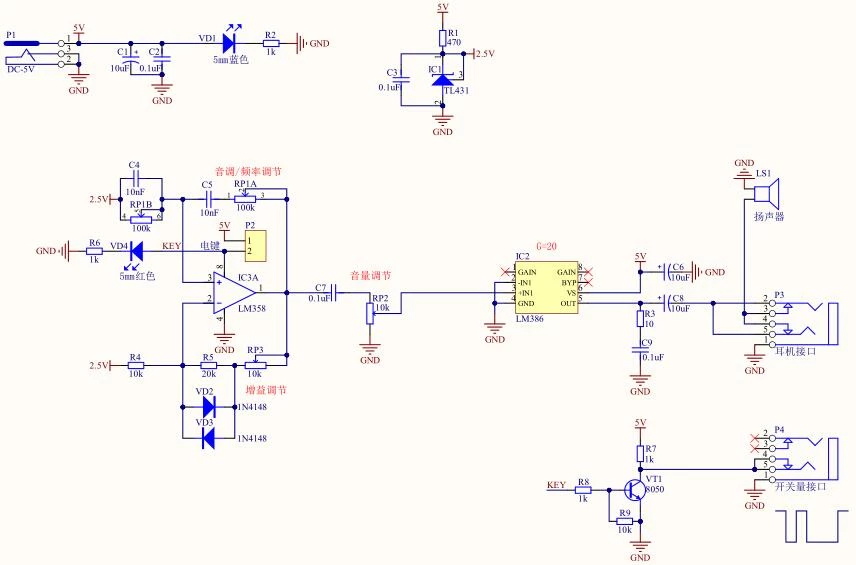 P1
DC-5V
1
3
2
5V
GND
C1
+
10uF
C2
0.1uF
GND
VD1
5mm蓝色
R2
1k
GND
5V
R1
470
2.5V
C3
0.1uF
IC1
1
3
TL431
2
GND
C4
10nF
2.5V
RP1B
4
6
100k
C5
10nF
音调/频率调节
RP1A
1
2
3
100k
GND
R6
1k
VD4
5mm红色
KEY
电键
5V
P2
1
2
8
3
+
IC3A
1
2
−
LM358
4
GND
C7
0.1uF
音量调节
RP2
10k
GND
2.5V
R4
10k
R5
20k
RP3
10k
增益调节
VD2
1N4148
VD3
1N4148
G=20
IC2
1 GAIN
2 -IN1
3 +IN1
4 GND
GAIN 8
BYP 7
VS 6
OUT 5
LM386
GND
5V
+
C6
10uF
GND
+
C8
10uF
R3
10
C9
0.1uF
GND
GND
LS1
扬声器
P3
2
3
4
5
1
耳机接口
GND
5V
R7
1k
KEY
R8
1k
VT1
8050
R9
10k
GND
P4
2
3
4
5
1
开关量接口
GND